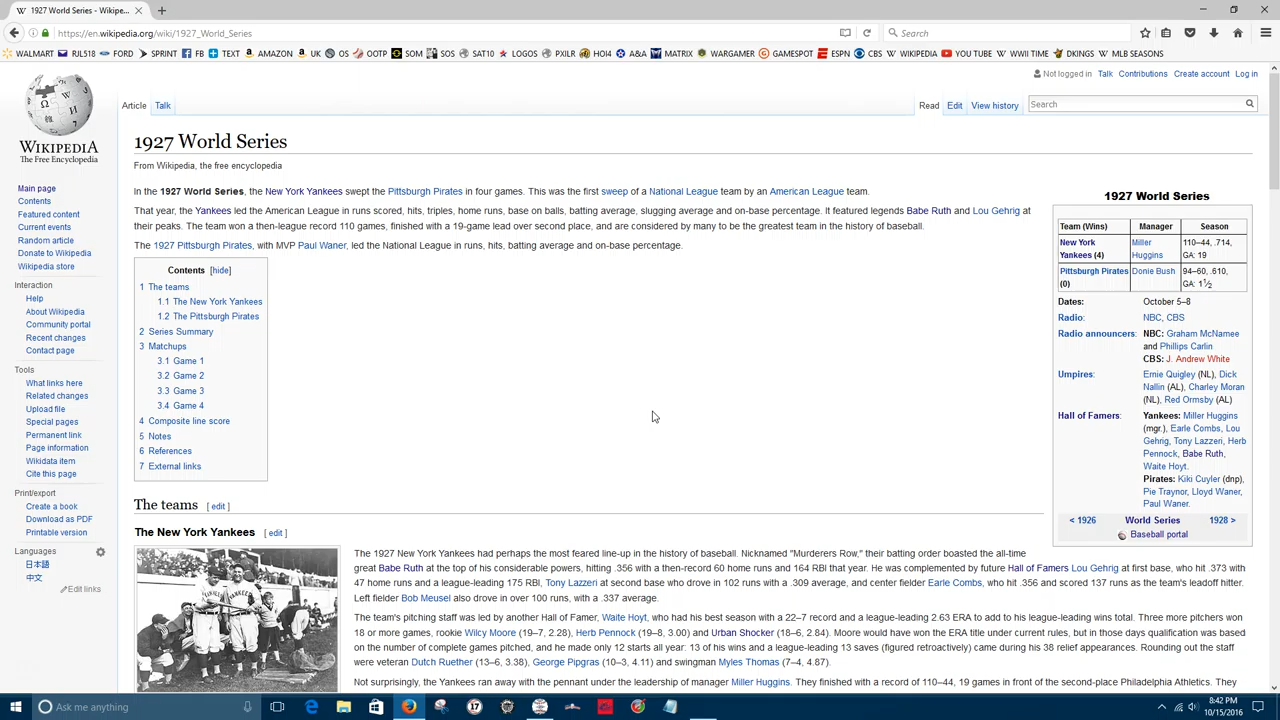 1927 World Series - Wikipe...
https://en.wikipedia.org/wiki/1927_World_Series
Search
WALMART RJL518 FORD SPRINT FB TEXT AMAZON UK OS OOTP SOM SOS SAT10 LOGOS PXILR HOI4 A&A MATRIX WARGAMER GAMESPOT ESPN CBS WIKIPEDIA YOU TUBE WWII TIME DKINGS MLB SEASONS
Not logged in Talk Contributions Create account Log in
Article Talk Read Edit View history Search
WIKIPEDIA
The Free Encyclopedia
Main page
Contents
Featured content
Current events
Random article
Donate to Wikipedia
Wikipedia store
Interaction
Help
About Wikipedia
Community portal
Recent changes
Contact page
Tools
What links here
Related changes
Upload file
Special pages
Permanent link
Page information
Wikidata item
Cite this page
Print/export
Create a book
Download as PDF
Printable version
Languages
日本語
中文
Edit links
1927 World Series
From Wikipedia, the free encyclopedia
In the 1927 World Series, the New York Yankees swept the Pittsburgh Pirates in four games. This was the first sweep of a National League team by an American League team.
That year, the Yankees led the American League in runs scored, hits, triples, home runs, base on balls, batting average, slugging average and on-base percentage. It featured legends Babe Ruth and Lou Gehrig at
their peaks. The team won a then-league record 110 games, finished with a 19-game lead over second place, and are considered by many to be the greatest team in the history of baseball.
The 1927 Pittsburgh Pirates, with MVP Paul Waner, led the National League in runs, hits, batting average and on-base percentage.
Contents [hide]
1 The teams
1.1 The New York Yankees
1.2 The Pittsburgh Pirates
2 Series Summary
3 Matchups
3.1 Game 1
3.2 Game 2
3.3 Game 3
3.4 Game 4
4 Composite line score
5 Notes
6 References
7 External links
1927 World Series
Team (Wins) Manager Season
New York Yankees (4) Miller Huggins 110–44, .714, GA: 19
Pittsburgh Pirates (0) Donie Bush 94–60, .610, GA: 1½
Dates: October 5–8
Radio: NBC, CBS
Radio announcers: NBC: Graham McNamee
and Phillips Carlin
CBS: J. Andrew White
Umpires: Ernie Quigley (NL), Dick
Nallin (AL), Charley Moran
(NL), Red Ormsby (AL)
Hall of Famers: Yankees: Miller Huggins
(mgr.), Earle Combs, Lou
Gehrig, Tony Lazzeri, Herb
Pennock, Babe Ruth,
Waite Hoyt.
Pirates: Kiki Cuyler (dnp),
Pie Traynor, Lloyd Waner,
Paul Waner.
< 1926 World Series 1928 >
Baseball portal
The teams [ edit ]
The New York Yankees [ edit ]
The 1927 New York Yankees had perhaps the most feared line-up in the history of baseball. Nicknamed "Murderers Row," their batting order boasted the all-time
great Babe Ruth at the top of his considerable powers, hitting .356 with a then-record 60 home runs and 164 RBI that year. He was complimented by future Hall of Famers Lou Gehrig at first base, who hit .373 with
47 home runs and a league-leading 175 RBI, Tony Lazzeri at second base who drove in 102 runs with a .309 average, and center fielder Earle Combs, who hit .356 and scored 137 runs as the team's leadoff hitter.
Left fielder Bob Meusel also drove in over 100 runs, with a .337 average.
The team's pitching staff was led by another Hall of Famer, Waite Hoyt, who had his best season with a 22–7 record and a league-leading 2.63 ERA to add to his league-leading wins total. Three more pitchers won
18 or more games, rookie Wilcy Moore (19–7, 2.28), Herb Pennock (19–8, 3.00) and Urban Shocker (18–6, 2.84). Moore would have won the ERA title under current rules, but in those days qualification was based
on the number of complete games pitched, and he made only 12 starts all year: 13 of his wins and a league-leading 13 saves (figured retroactively) came during his 38 relief appearances. Rounding out the staff
were veteran Dutch Ruether (13–6, 3.38), George Pipgras (10–3, 4.11) and swingman Myles Thomas (7–4, 4.87).
Not surprisingly, the Yankees ran away with the pennant under the leadership of manager Miller Huggins. They finished with a record of 110–44, 19 games in front of the second-place Philadelphia Athletics. They
Ask me anything
8:42 PM
10/15/2016